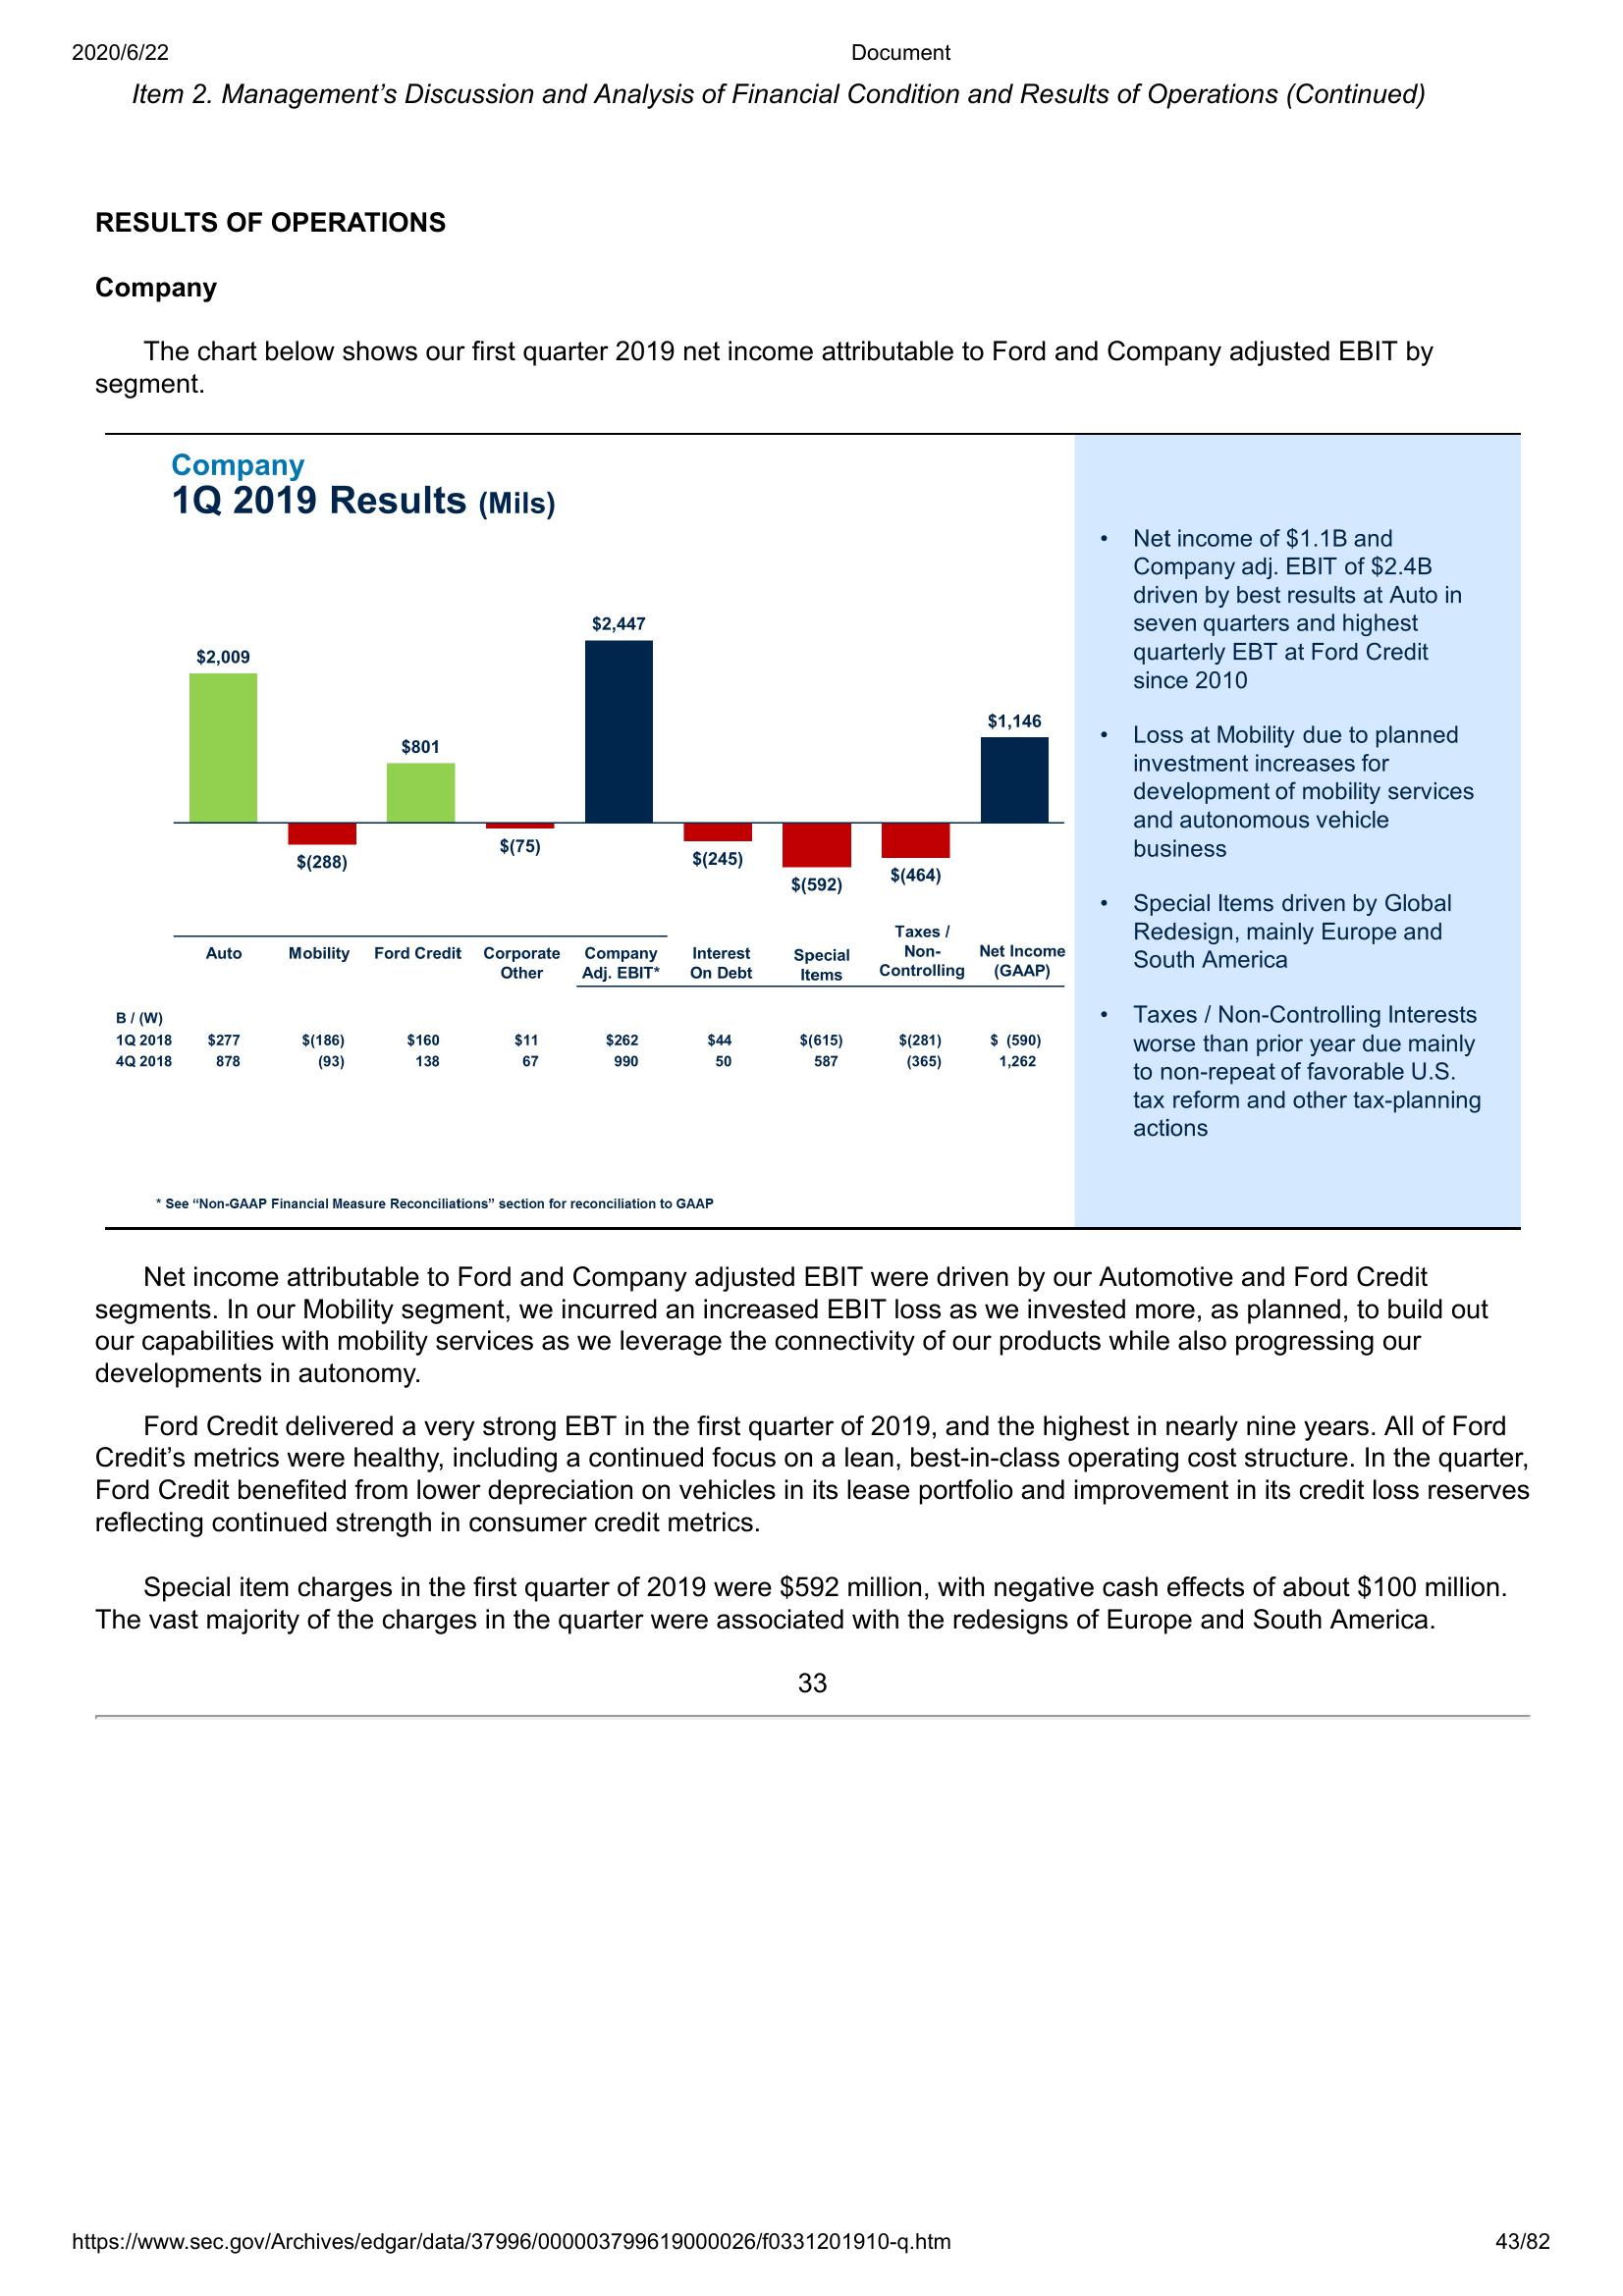 2020/6/22 Document
Item 2. Management’s Discussion and Analysis of Financial Condition and Results of Operations (Continued)
RESULTS OF OPERATIONS
Company
The chart below shows our first quarter 2019 net income attributable to Ford and Company adjusted EBIT by
segment.
Company
1Q 2019 Results (Mils)
$2,009
$(288)
$801
$(75)
$2,447
$(245)
$(592)
$(464)
$1,146
Auto
Mobility
Ford Credit
Corporate
Other
Company
Adj. EBIT*
Interest
On Debt
Special
Items
Taxes /
Non-
Controlling
Net Income
(GAAP)
B / (W)
1Q 2018 $277 $(186) $160 $11 $262 $44 $(615) $(281) $ (590)
4Q 2018 878 (93) 138 67 990 50 587 (365) 1,262
* See “Non-GAAP Financial Measure Reconciliations” section for reconciliation to GAAP
• Net income of $1.1B and
Company adj. EBIT of $2.4B
driven by best results at Auto in
seven quarters and highest
quarterly EBT at Ford Credit
since 2010
• Loss at Mobility due to planned
investment increases for
development of mobility services
and autonomous vehicle
business
• Special Items driven by Global
Redesign, mainly Europe and
South America
• Taxes / Non-Controlling Interests
worse than prior year due mainly
to non-repeat of favorable U.S.
tax reform and other tax-planning
actions
Net income attributable to Ford and Company adjusted EBIT were driven by our Automotive and Ford Credit
segments. In our Mobility segment, we incurred an increased EBIT loss as we invested more, as planned, to build out
our capabilities with mobility services as we leverage the connectivity of our products while also progressing our
developments in autonomy.
Ford Credit delivered a very strong EBT in the first quarter of 2019, and the highest in nearly nine years. All of Ford
Credit’s metrics were healthy, including a continued focus on a lean, best-in-class operating cost structure. In the quarter,
Ford Credit benefited from lower depreciation on vehicles in its lease portfolio and improvement in its credit loss reserves
reflecting continued strength in consumer credit metrics.
Special item charges in the first quarter of 2019 were $592 million, with negative cash effects of about $100 million.
The vast majority of the charges in the quarter were associated with the redesigns of Europe and South America.
33
https://www.sec.gov/Archives/edgar/data/37996/000003799619000026/f0331201910-q.htm 43/82